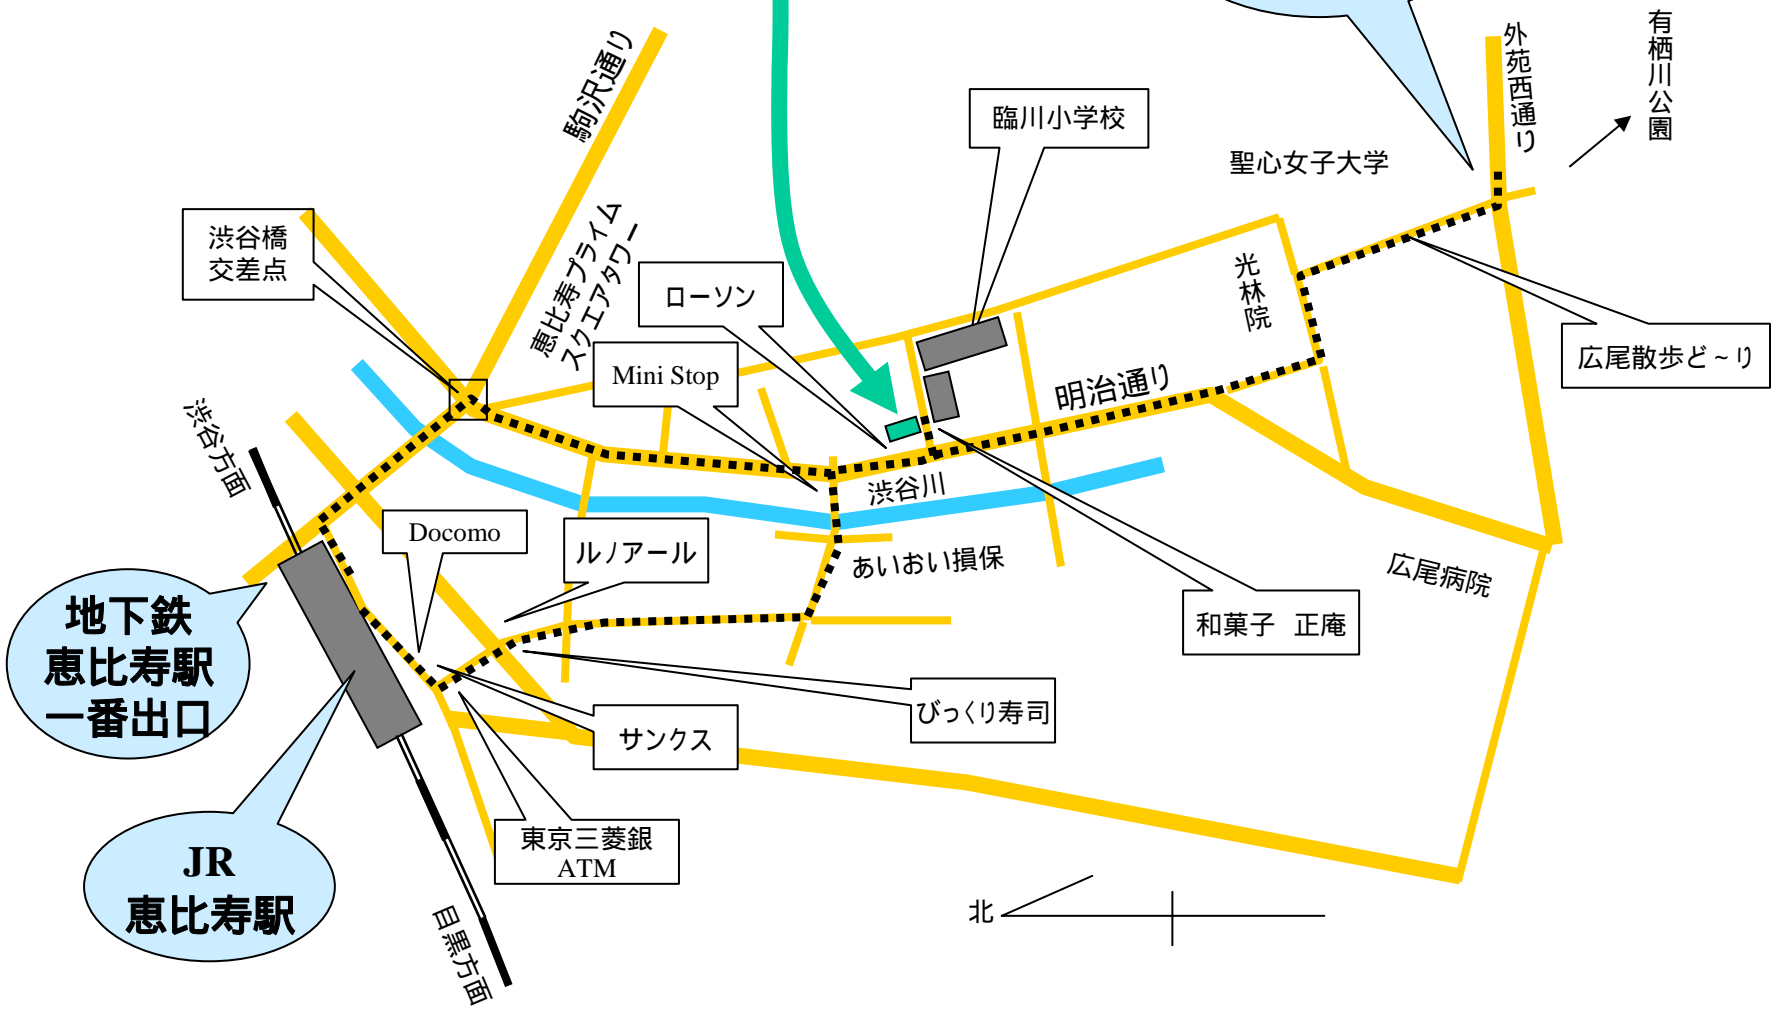 有栖川公園
外苑西通り
駒沢通り
臨川小学校
聖心女子大学
渋谷橋
交差点
恵比寿プライム
スクエアタワー
ローソン
光林院
広尾散歩ど～り
Mini Stop
明治通り
渋谷方面
渋谷川
Docomo
ルノアール
あいおい損保
広尾病院
地下鉄
恵比寿駅
一番出口
和菓子 正庵
びっくり寿司
サンクス
東京三菱銀
ATM
JR
恵比寿駅
目黒方面
北